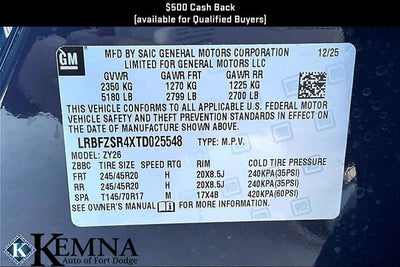 $500 Cash Back
(available for Qualified Buyers)
GM
MFD BY SAIC GENERAL MOTORS CORPORATION 12/25
LIMITED FOR GENERAL MOTORS LLC
GVWR GAWR FRT GAWR RR
2350 KG 1270 KG 1225 KG
5180 LB 2799 LB 2700 LB
THIS VEHICLE CONFORMS TO ALL APPLICABLE U.S. FEDERAL MOTOR
VEHICLE SAFETY, BUMPER, AND THEFT PREVENTION STANDARDS IN
EFFECT ON THE DATE OF MANUFACTURE SHOWN ABOVE.
LRBFZSR4XTD025548 TYPE: M.P.V.
MODEL: ZY26
ZBBC TIRE SIZE SPEED RTG RIM COLD TIRE PRESSURE
FRT 245/45R20 H 20X8.5J 240KPA(35PSI)
RR 245/45R20 H 20X8.5J 240KPA(35PSI)
SPA T145/70R17 M 17X4B 420KPA(60PSI)
SEE OWNER'S MANUAL i FOR MORE INFORMATION.
K KEMNA
Auto of Fort Dodge